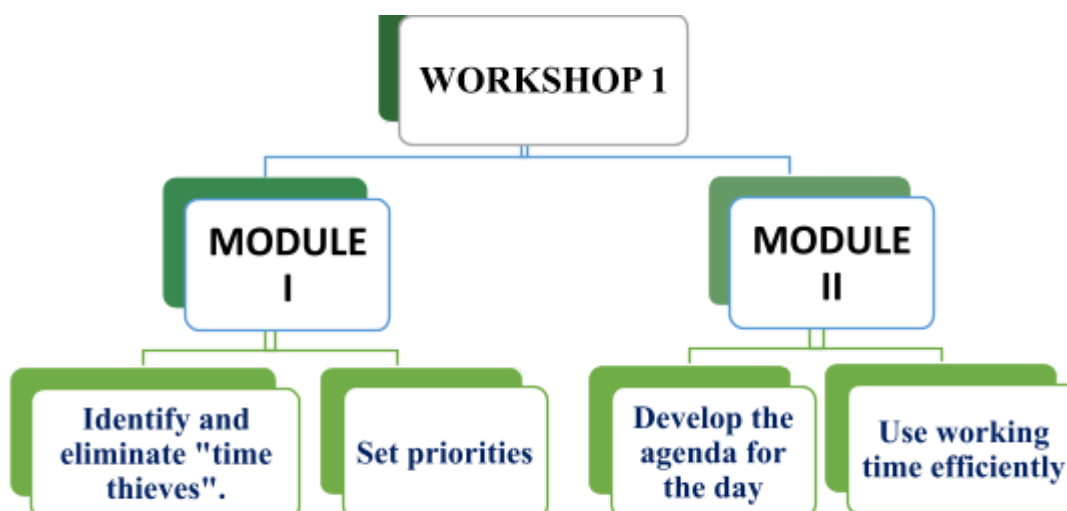 WORKSHOP 1
MODULE
I
MODULE
II
Identify and
eliminate "time
thieves".
Set priorities
Develop the
agenda for
the day
Use working
time efficiently